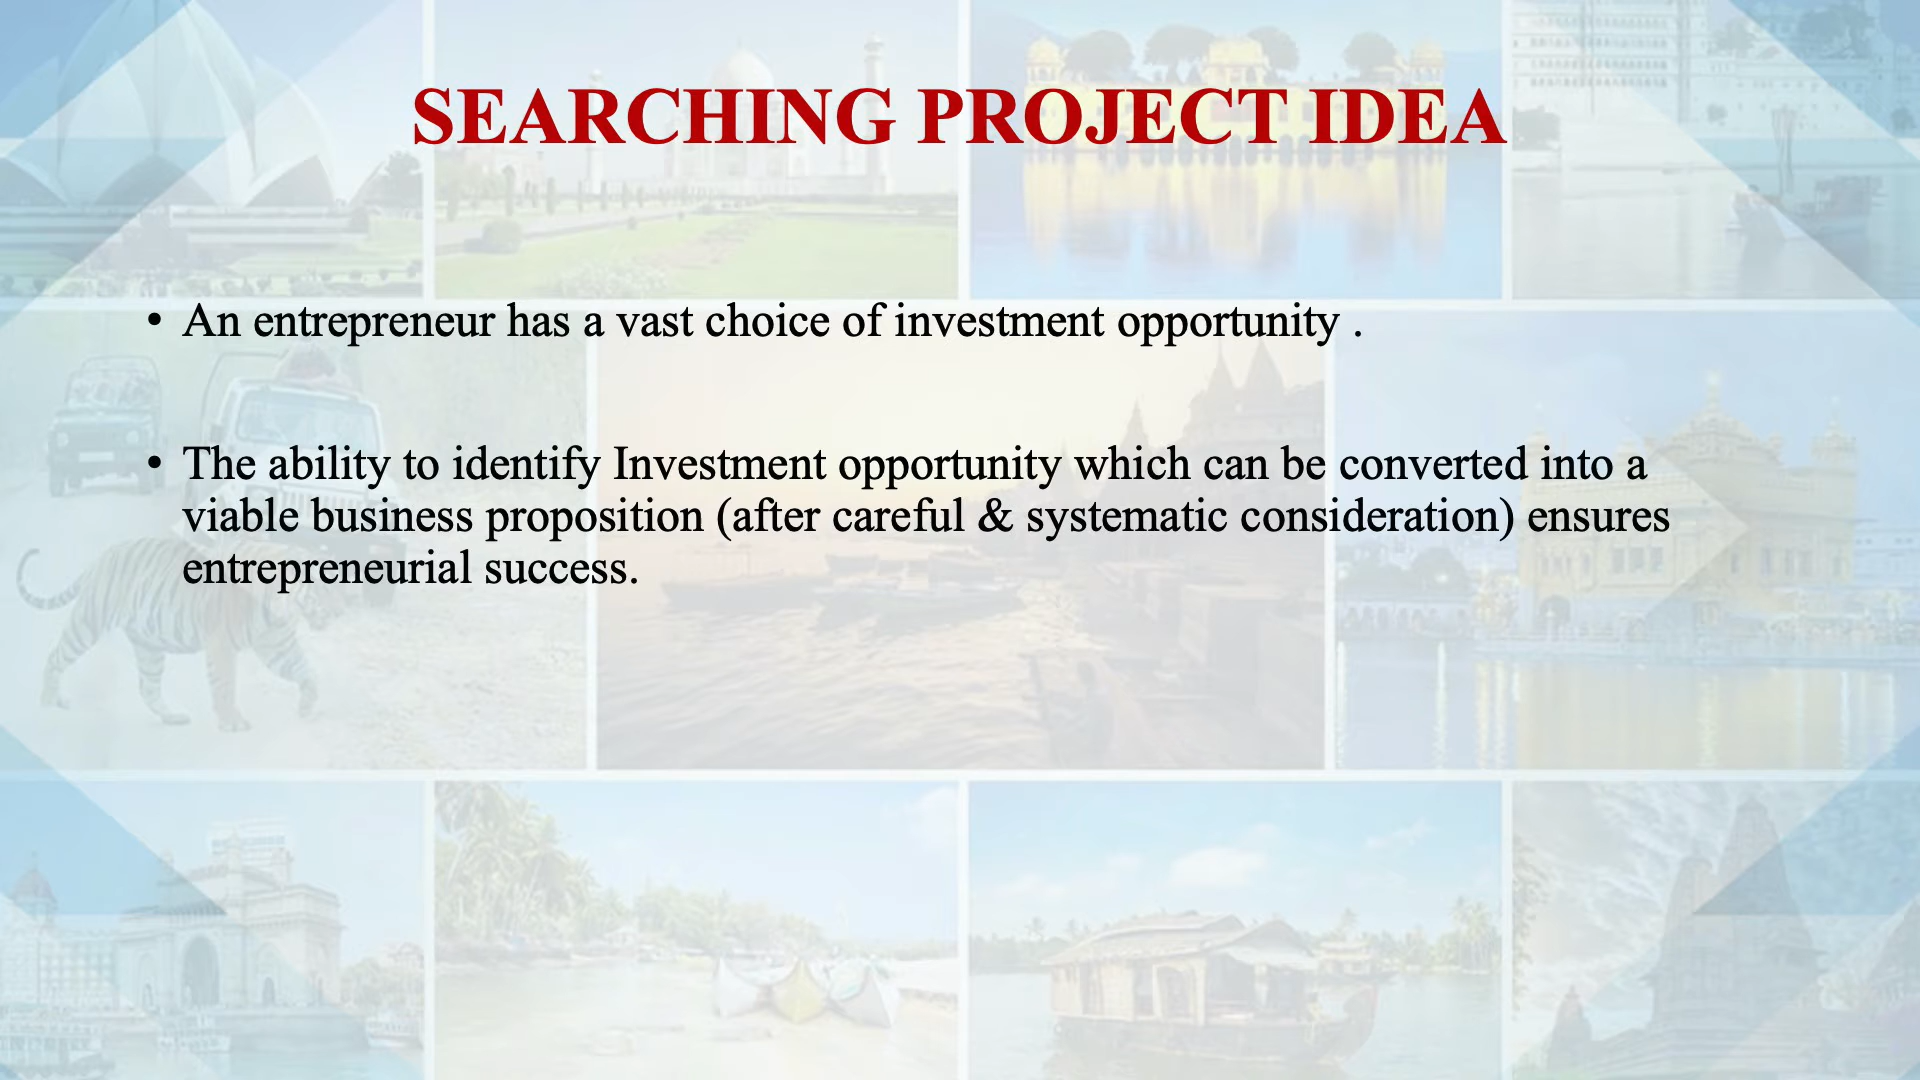 SEARCHING PROJECT IDEA
• An entrepreneur has a vast choice of investment opportunity .
• The ability to identify Investment opportunity which can be converted into a
viable business proposition (after careful & systematic consideration) ensures
entrepreneurial success.